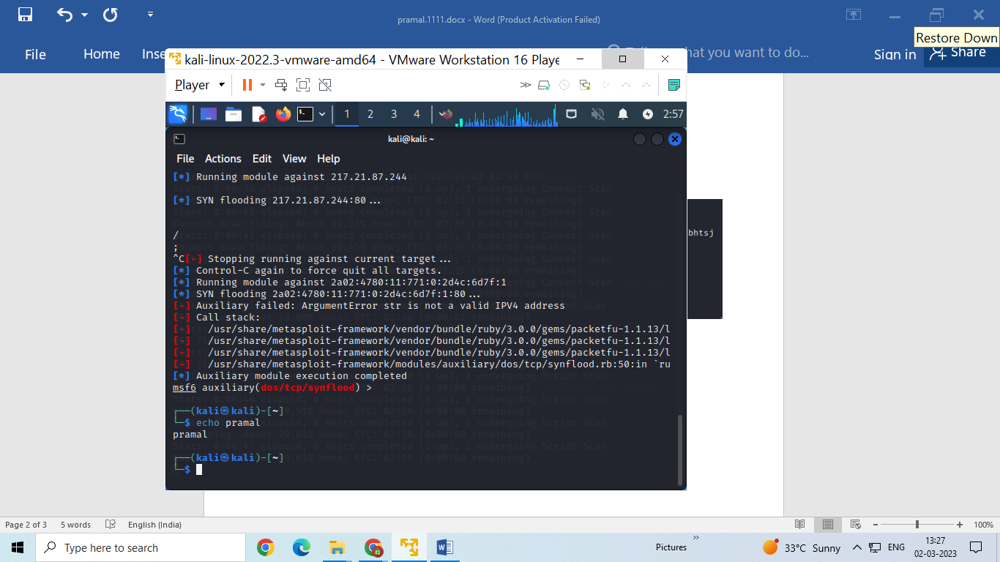 pramal.1111.docx - Word (Product Activation Failed)
Restore Down
File Home Inse hat you want to do... Sign in Share
kali-linux-2022.3-vmware-amd64 - VMware Workstation 16 Playe
Player
1 2 3 4 2:57
kali@kali: ~
File Actions Edit View Help
[*] Running module against 217.21.87.244
[*] SYN flooding 217.21.87.244:80...
/
;
^C[-] Stopping running against current target...
[*] Control-C again to force quit all targets.
[*] Running module against 2a02:4780:11:771:0:2d4c:6d7f:1
[*] SYN flooding 2a02:4780:11:771:0:2d4c:6d7f:1:80...
[-] Auxiliary failed: ArgumentError str is not a valid IPV4 address
[-] Call stack:
[-]   /usr/share/metasploit-framework/vendor/bundle/ruby/3.0.0/gems/packetfu-1.1.13/l
[-]   /usr/share/metasploit-framework/vendor/bundle/ruby/3.0.0/gems/packetfu-1.1.13/l
[-]   /usr/share/metasploit-framework/vendor/bundle/ruby/3.0.0/gems/packetfu-1.1.13/l
[-]   /usr/share/metasploit-framework/modules/auxiliary/dos/tcp/synflood.rb:50:in `ru
[*] Auxiliary module execution completed
msf6 auxiliary(dos/tcp/synflood) >
┌──(kali㉿kali)-[~]
└─$ echo pramal
pramal
┌──(kali㉿kali)-[~]
└─$
bhtsj
Page 2 of 3 5 words English (India) 100%
Type here to search
Pictures
33°C Sunny
ENG
13:27
02-03-2023